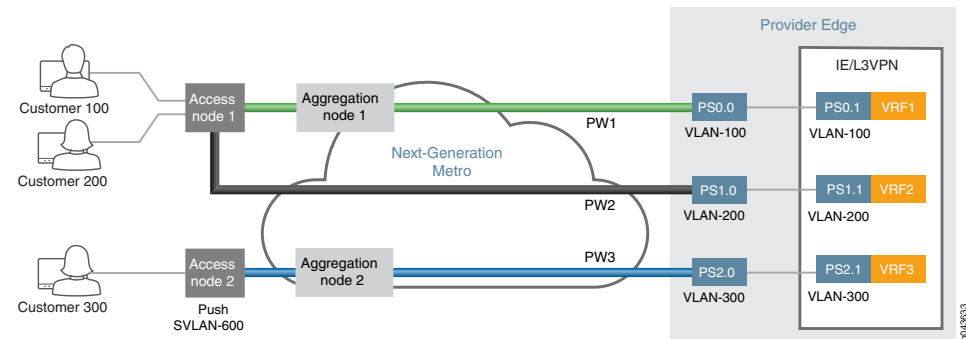 Provider Edge
IE/L3VPN
Customer 100
Customer 200
Access
node 1
Aggregation
node 1
PW1
PS0.0
VLAN-100
PS0.1
VRF1
VLAN-100
Next-Generation
Metro
PW2
PS1.0
VLAN-200
PS1.1
VRF2
VLAN-200
Customer 300
Access
node 2
Push
SVLAN-600
Aggregation
node 2
PW3
PS2.0
VLAN-300
PS2.1
VRF3
VLAN-300
g043633